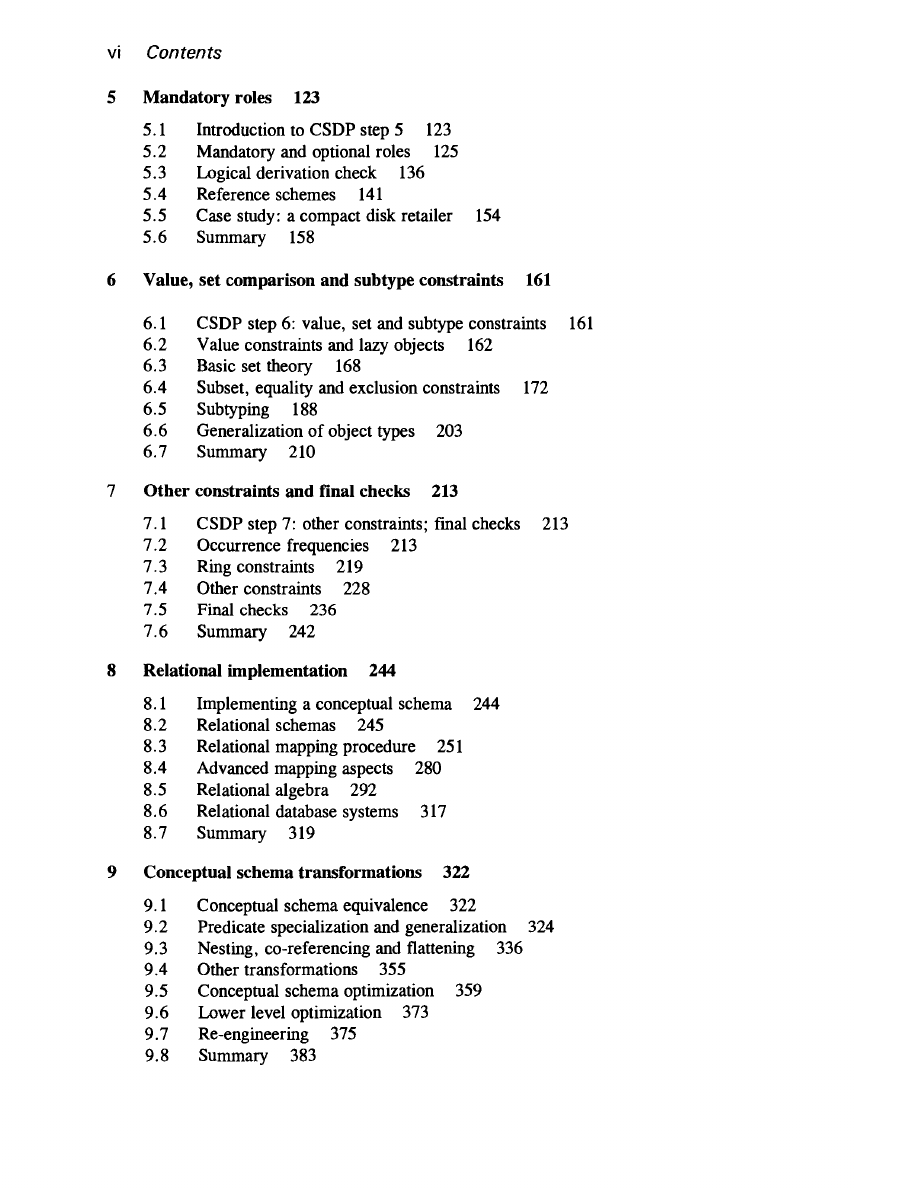 vi Contents
5 Mandatory roles 123
5.1 Introduction to CSDP step 5 123
5.2 Mandatory and optional roles 125
5.3 Logical derivation check 136
5.4 Reference schemes 141
5.5 Case study: a compact disk retailer 154
5.6 Summary 158
6 Value, set comparison and subtype constraints 161
6.1 CSDP step 6: value, set and subtype constraints 161
6.2 Value constraints and lazy objects 162
6.3 Basic set theory 168
6.4 Subset, equality and exclusion constraints 172
6.5 Subtyping 188
6.6 Generalization of object types 203
6.7 Summary 210
7 Other constraints and final checks 213
7.1 CSDP step 7: other constraints; final checks 213
7.2 Occurrence frequencies 213
7.3 Ring constraints 219
7.4 Other constraints 228
7.5 Final checks 236
7.6 Summary 242
8 Relational implementation 244
8.1 Implementing a conceptual schema 244
8.2 Relational schemas 245
8.3 Relational mapping procedure 251
8.4 Advanced mapping aspects 280
8.5 Relational algebra 292
8.6 Relational database systems 317
8.7 Summary 319
9 Conceptual schema transformations 322
9.1 Conceptual schema equivalence 322
9.2 Predicate specialization and generalization 324
9.3 Nesting, co-referencing and flattening 336
9.4 Other transformations 355
9.5 Conceptual schema optimization 359
9.6 Lower level optimization 373
9.7 Re-engineering 375
9.8 Summary 383